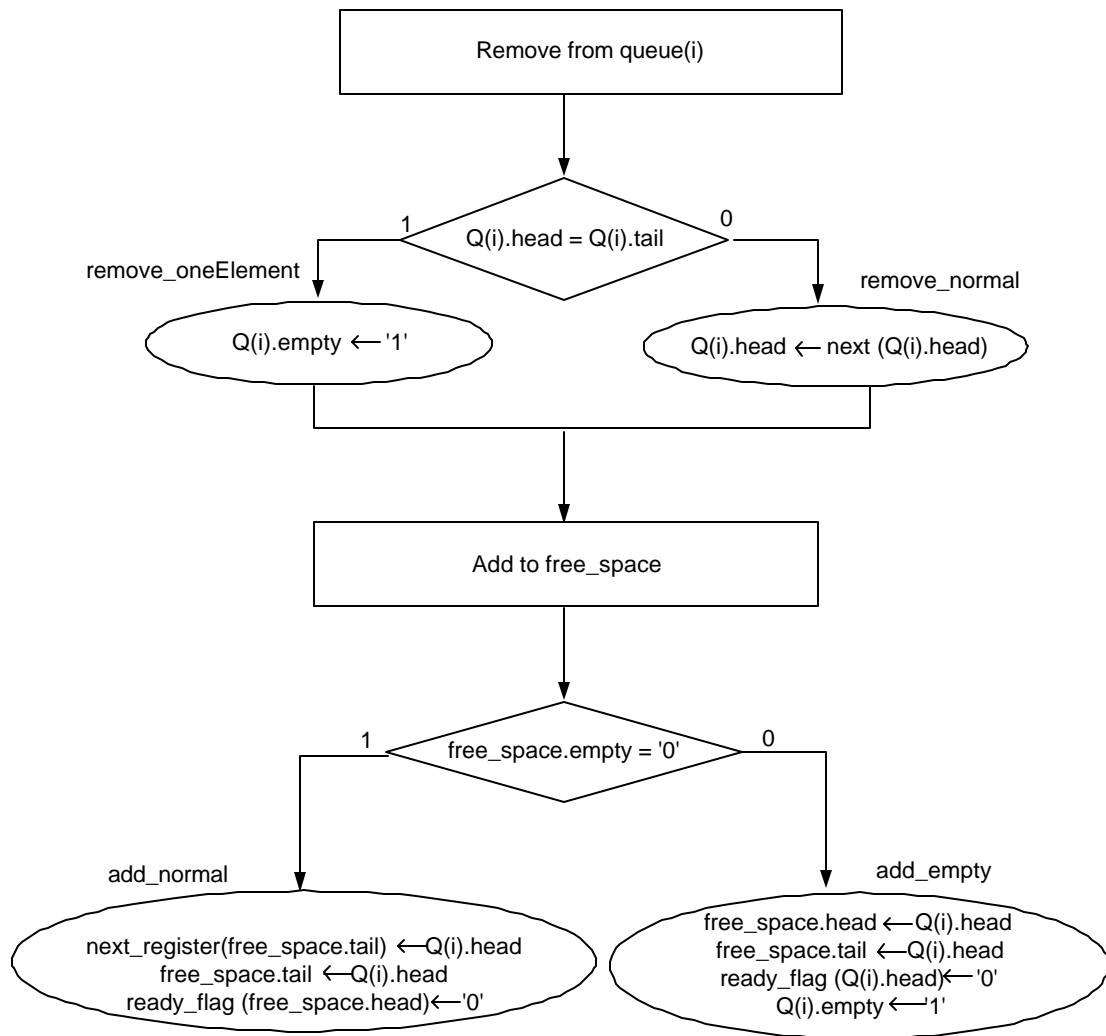 Remove from queue(i)
1
0
Q(i).head = Q(i).tail
remove_oneElement
remove_normal
Q(i).empty ← '1'
Q(i).head ← next (Q(i).head)
Add to free_space
1
0
free_space.empty = '0'
add_normal
add_empty
next_register(free_space.tail) ←Q(i).head
free_space.tail ←Q(i).head
ready_flag (free_space.head)←'0'
free_space.head ←Q(i).head
free_space.tail ←Q(i).head
ready_flag (Q(i).head)←'0'
Q(i).empty ←'1'